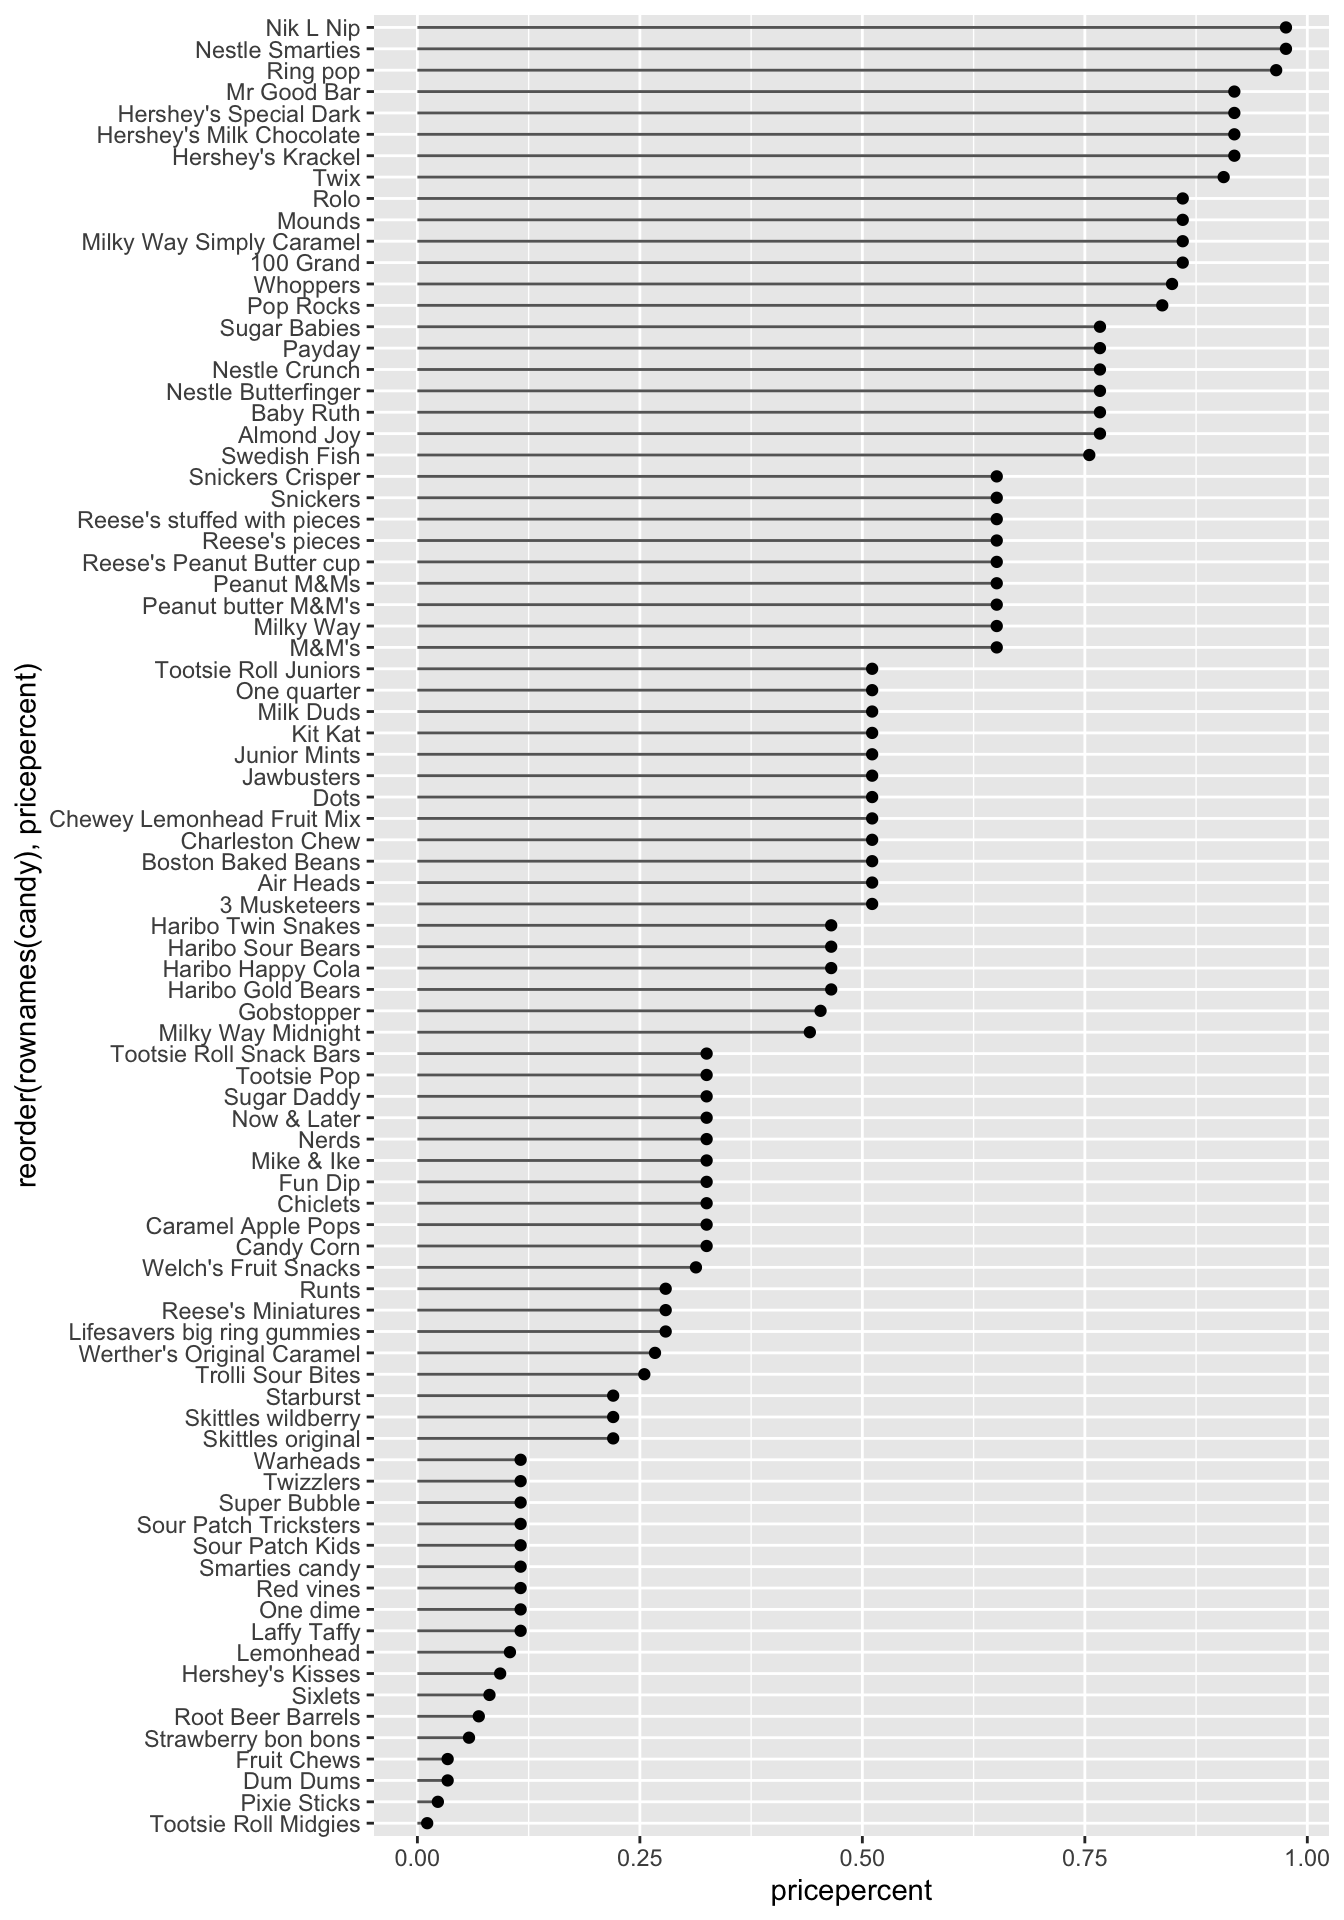 Nik L Nip
Nestle Smarties
Ring pop
Mr Good Bar
Hershey's Special Dark
Hershey's Milk Chocolate
Hershey's Krackel
Twix
Rolo
Mounds
Milky Way Simply Caramel
100 Grand
Whoppers
Pop Rocks
Sugar Babies
Payday
Nestle Crunch
Nestle Butterfinger
Baby Ruth
Almond Joy
Swedish Fish
Snickers Crisper
Snickers
Reese's stuffed with pieces
Reese's pieces
Reese's Peanut Butter cup
Peanut M&Ms
Peanut butter M&M's
Milky Way
M&M's
Tootsie Roll Juniors
One quarter
Milk Duds
Kit Kat
Junior Mints
Jawbusters
Dots
Chewey Lemonhead Fruit Mix
Charleston Chew
Boston Baked Beans
Air Heads
3 Musketeers
Haribo Twin Snakes
Haribo Sour Bears
Haribo Happy Cola
Haribo Gold Bears
Gobstopper
Milky Way Midnight
Tootsie Roll Snack Bars
Tootsie Pop
Sugar Daddy
Now & Later
Nerds
Mike & Ike
Fun Dip
Chiclets
Caramel Apple Pops
Candy Corn
Welch's Fruit Snacks
Runts
Reese's Miniatures
Lifesavers big ring gummies
Werther's Original Caramel
Trolli Sour Bites
Starburst
Skittles wildberry
Skittles original
Warheads
Twizzlers
Super Bubble
Sour Patch Tricksters
Sour Patch Kids
Smarties candy
Red vines
One dime
Laffy Taffy
Lemonhead
Hershey's Kisses
Sixlets
Root Beer Barrels
Strawberry bon bons
Fruit Chews
Dum Dums
Pixie Sticks
Tootsie Roll Midgies
reorder(rownames(candy), pricepercent)
0.00 0.25 0.50 0.75 1.00
pricepercent